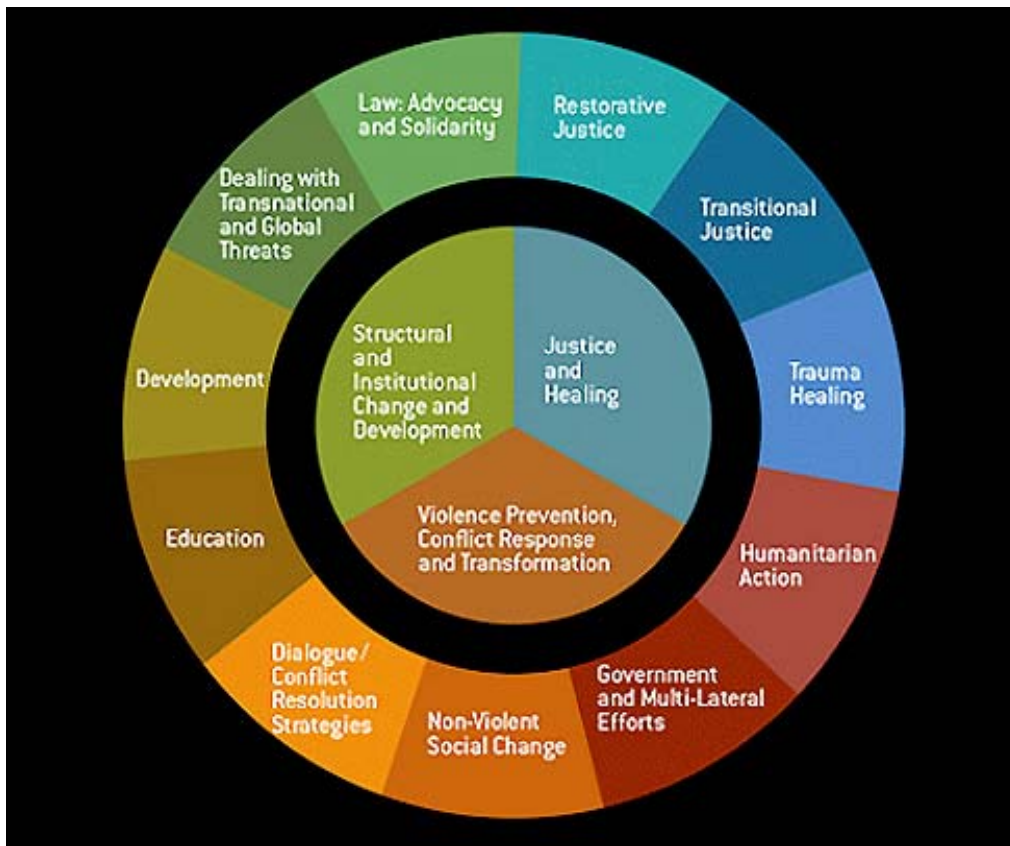 Law: Advocacy
and Solidarity
Restorative
Justice
Transitional
Justice
Trauma
Healing
Humanitarian
Action
Government
and Multi-Lateral
Efforts
Non-Violent
Social Change
Dialogue/
Conflict
Resolution
Strategies
Education
Development
Dealing with
Transnational
and Global
Threats
Structural
and
Institutional
Change and
Development
Justice
and
Healing
Violence Prevention,
Conflict Response
and Transformation